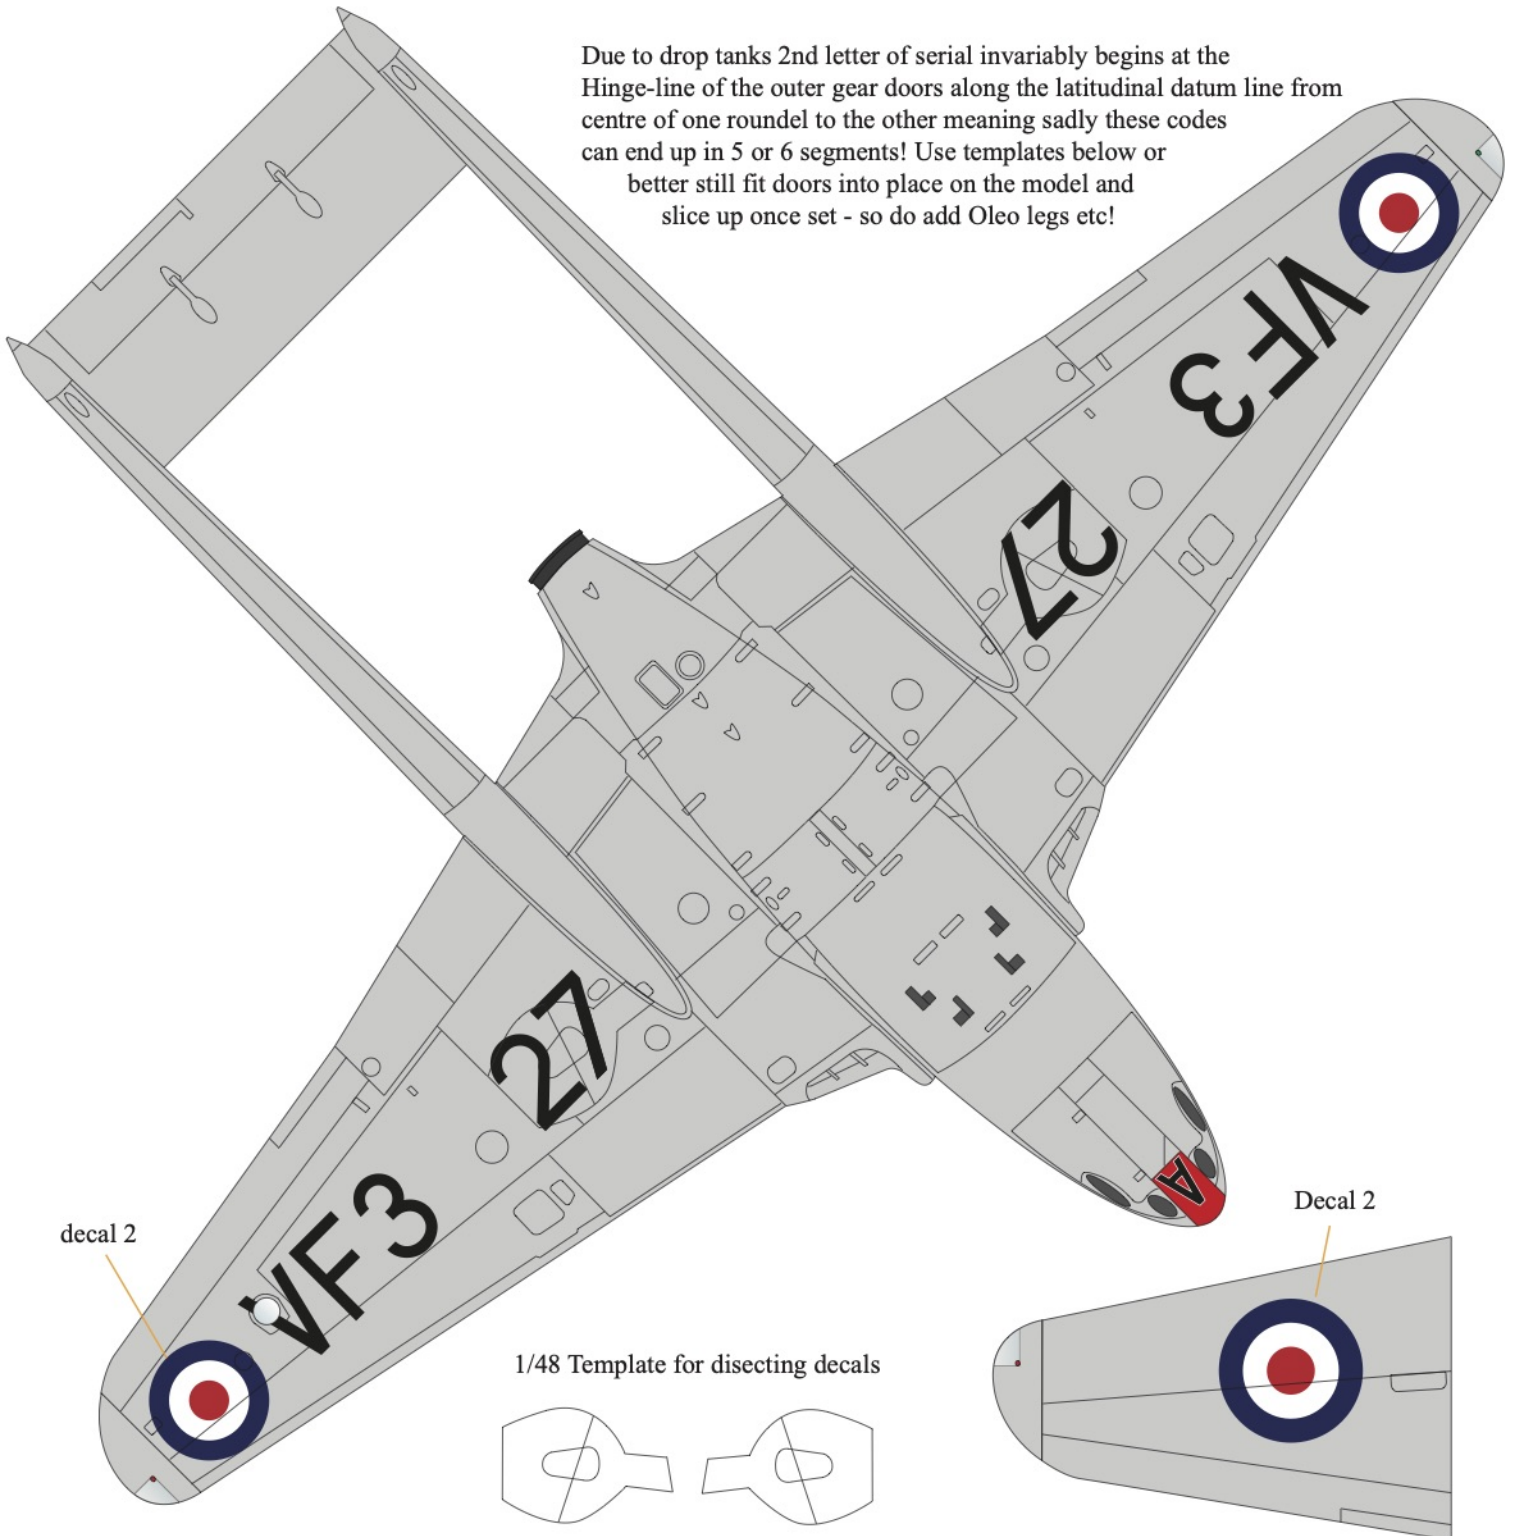 Due to drop tanks 2nd letter of serial invariably begins at the
Hinge-line of the outer gear doors along the latitudinal datum line from
centre of one roundel to the other meaning sadly these codes
can end up in 5 or 6 segments! Use templates below or
better still fit doors into place on the model and
slice up once set - so do add Oleo legs etc!
VF3
27
27
VF3
A
decal 2
Decal 2
1/48 Template for disecting decals